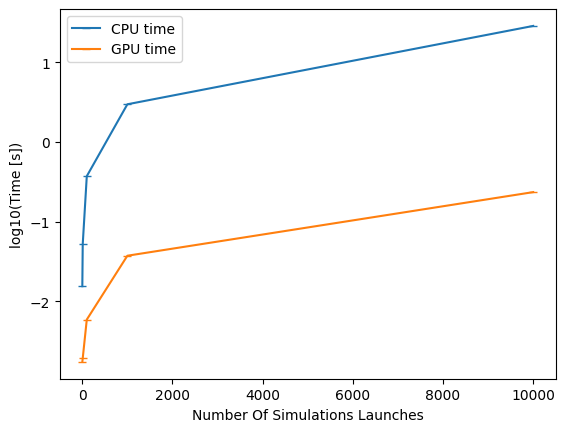 CPU time
GPU time
1
0
−1
−2
log10(Time [s])
0
2000
4000
6000
8000
10000
Number Of Simulations Launches